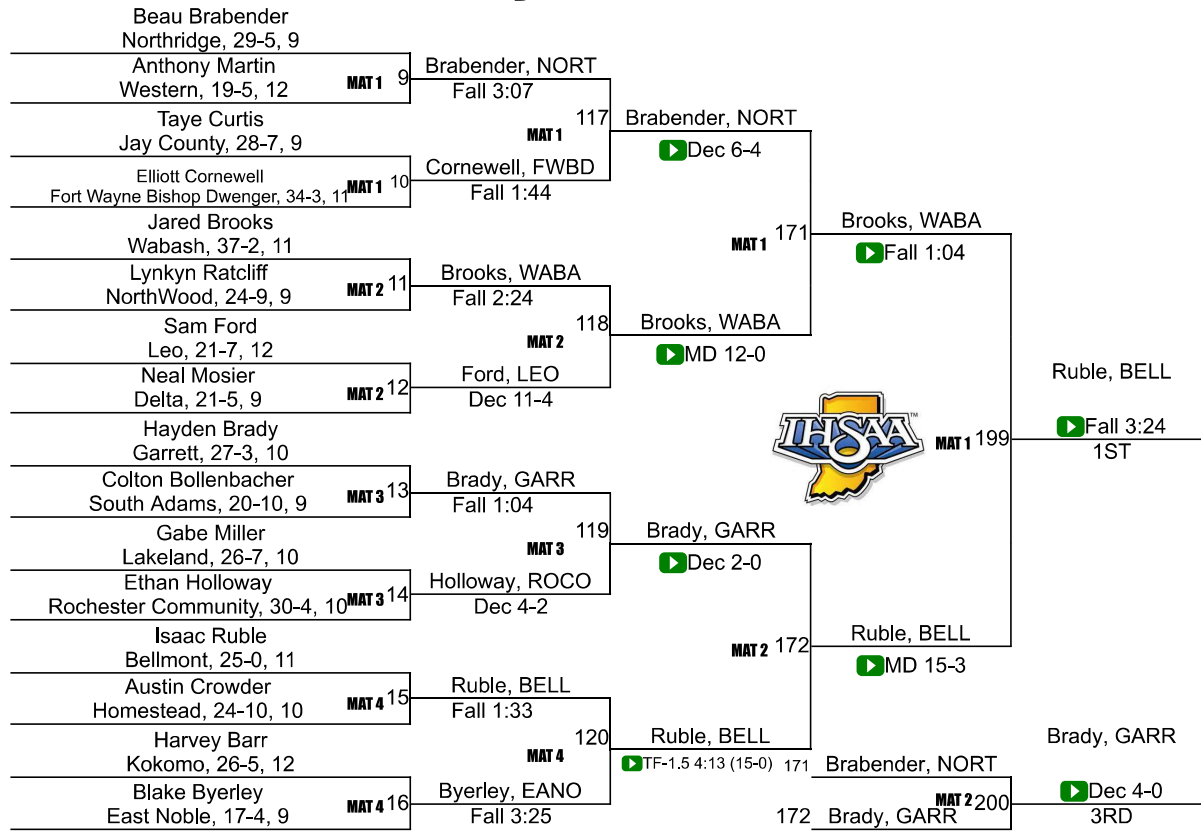 Beau Brabender
Northridge, 29-5, 9
Anthony Martin
Western, 19-5, 12
MAT 1 9
Brabender, NORT
Fall 3:07
Taye Curtis
Jay County, 28-7, 9
Elliott Cornewell
Fort Wayne Bishop Dwenger, 34-3, 11
MAT 1 10
Cornewell, FWBD
Fall 1:44
MAT 1 117
Brabender, NORT
Dec 6-4
Jared Brooks
Wabash, 37-2, 11
Lynkyn Ratcliff
NorthWood, 24-9, 9
MAT 2 11
Brooks, WABA
Fall 2:24
Sam Ford
Leo, 21-7, 12
Neal Mosier
Delta, 21-5, 9
MAT 2 12
Ford, LEO
Dec 11-4
MAT 2 118
Brooks, WABA
MD 12-0
MAT 1 171
Brooks, WABA
Fall 1:04
Hayden Brady
Garrett, 27-3, 10
Colton Bollenbacher
South Adams, 20-10, 9
MAT 3 13
Brady, GARR
Fall 1:04
Gabe Miller
Lakeland, 26-7, 10
Ethan Holloway
Rochester Community, 30-4, 10
MAT 3 14
Holloway, ROCO
Dec 4-2
MAT 3 119
Brady, GARR
Dec 2-0
Isaac Ruble
Bellmont, 25-0, 11
Austin Crowder
Homestead, 24-10, 10
MAT 4 15
Ruble, BELL
Fall 1:33
Harvey Barr
Kokomo, 26-5, 12
Blake Byerley
East Noble, 17-4, 9
MAT 4 16
Byerley, EANO
Fall 3:25
MAT 4 120
Ruble, BELL
TF-1.5 4:13 (15-0)
MAT 2 172
Ruble, BELL
MD 15-3
IHSAA
TM
MAT 1 199
Ruble, BELL
Fall 3:24
1ST
171 Brabender, NORT
172 Brady, GARR
MAT 2 200
Brady, GARR
Dec 4-0
3RD